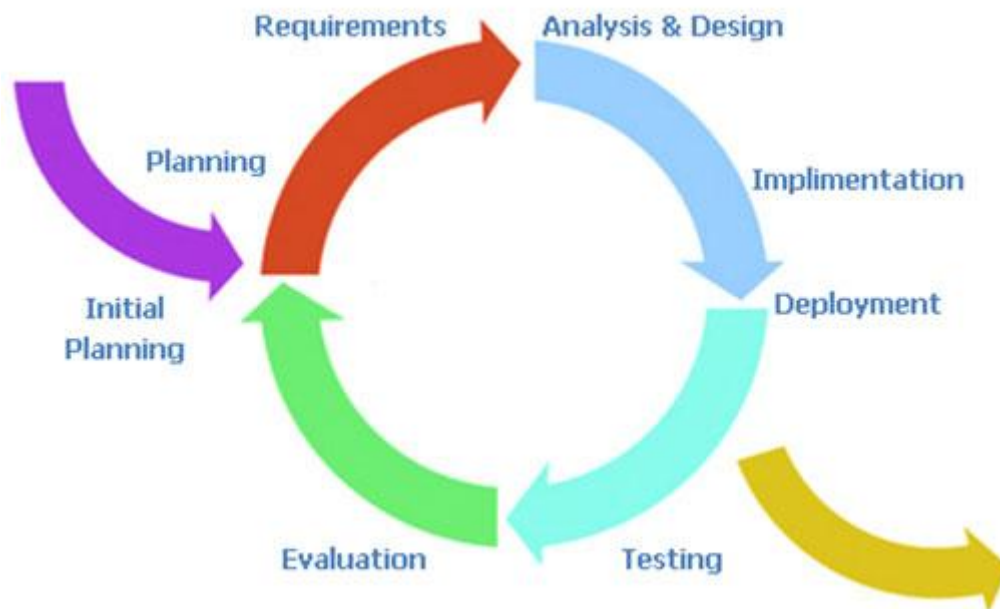 Requirements
Analysis & Design
Planning
Implimentation
Initial
Planning
Deployment
Evaluation
Testing